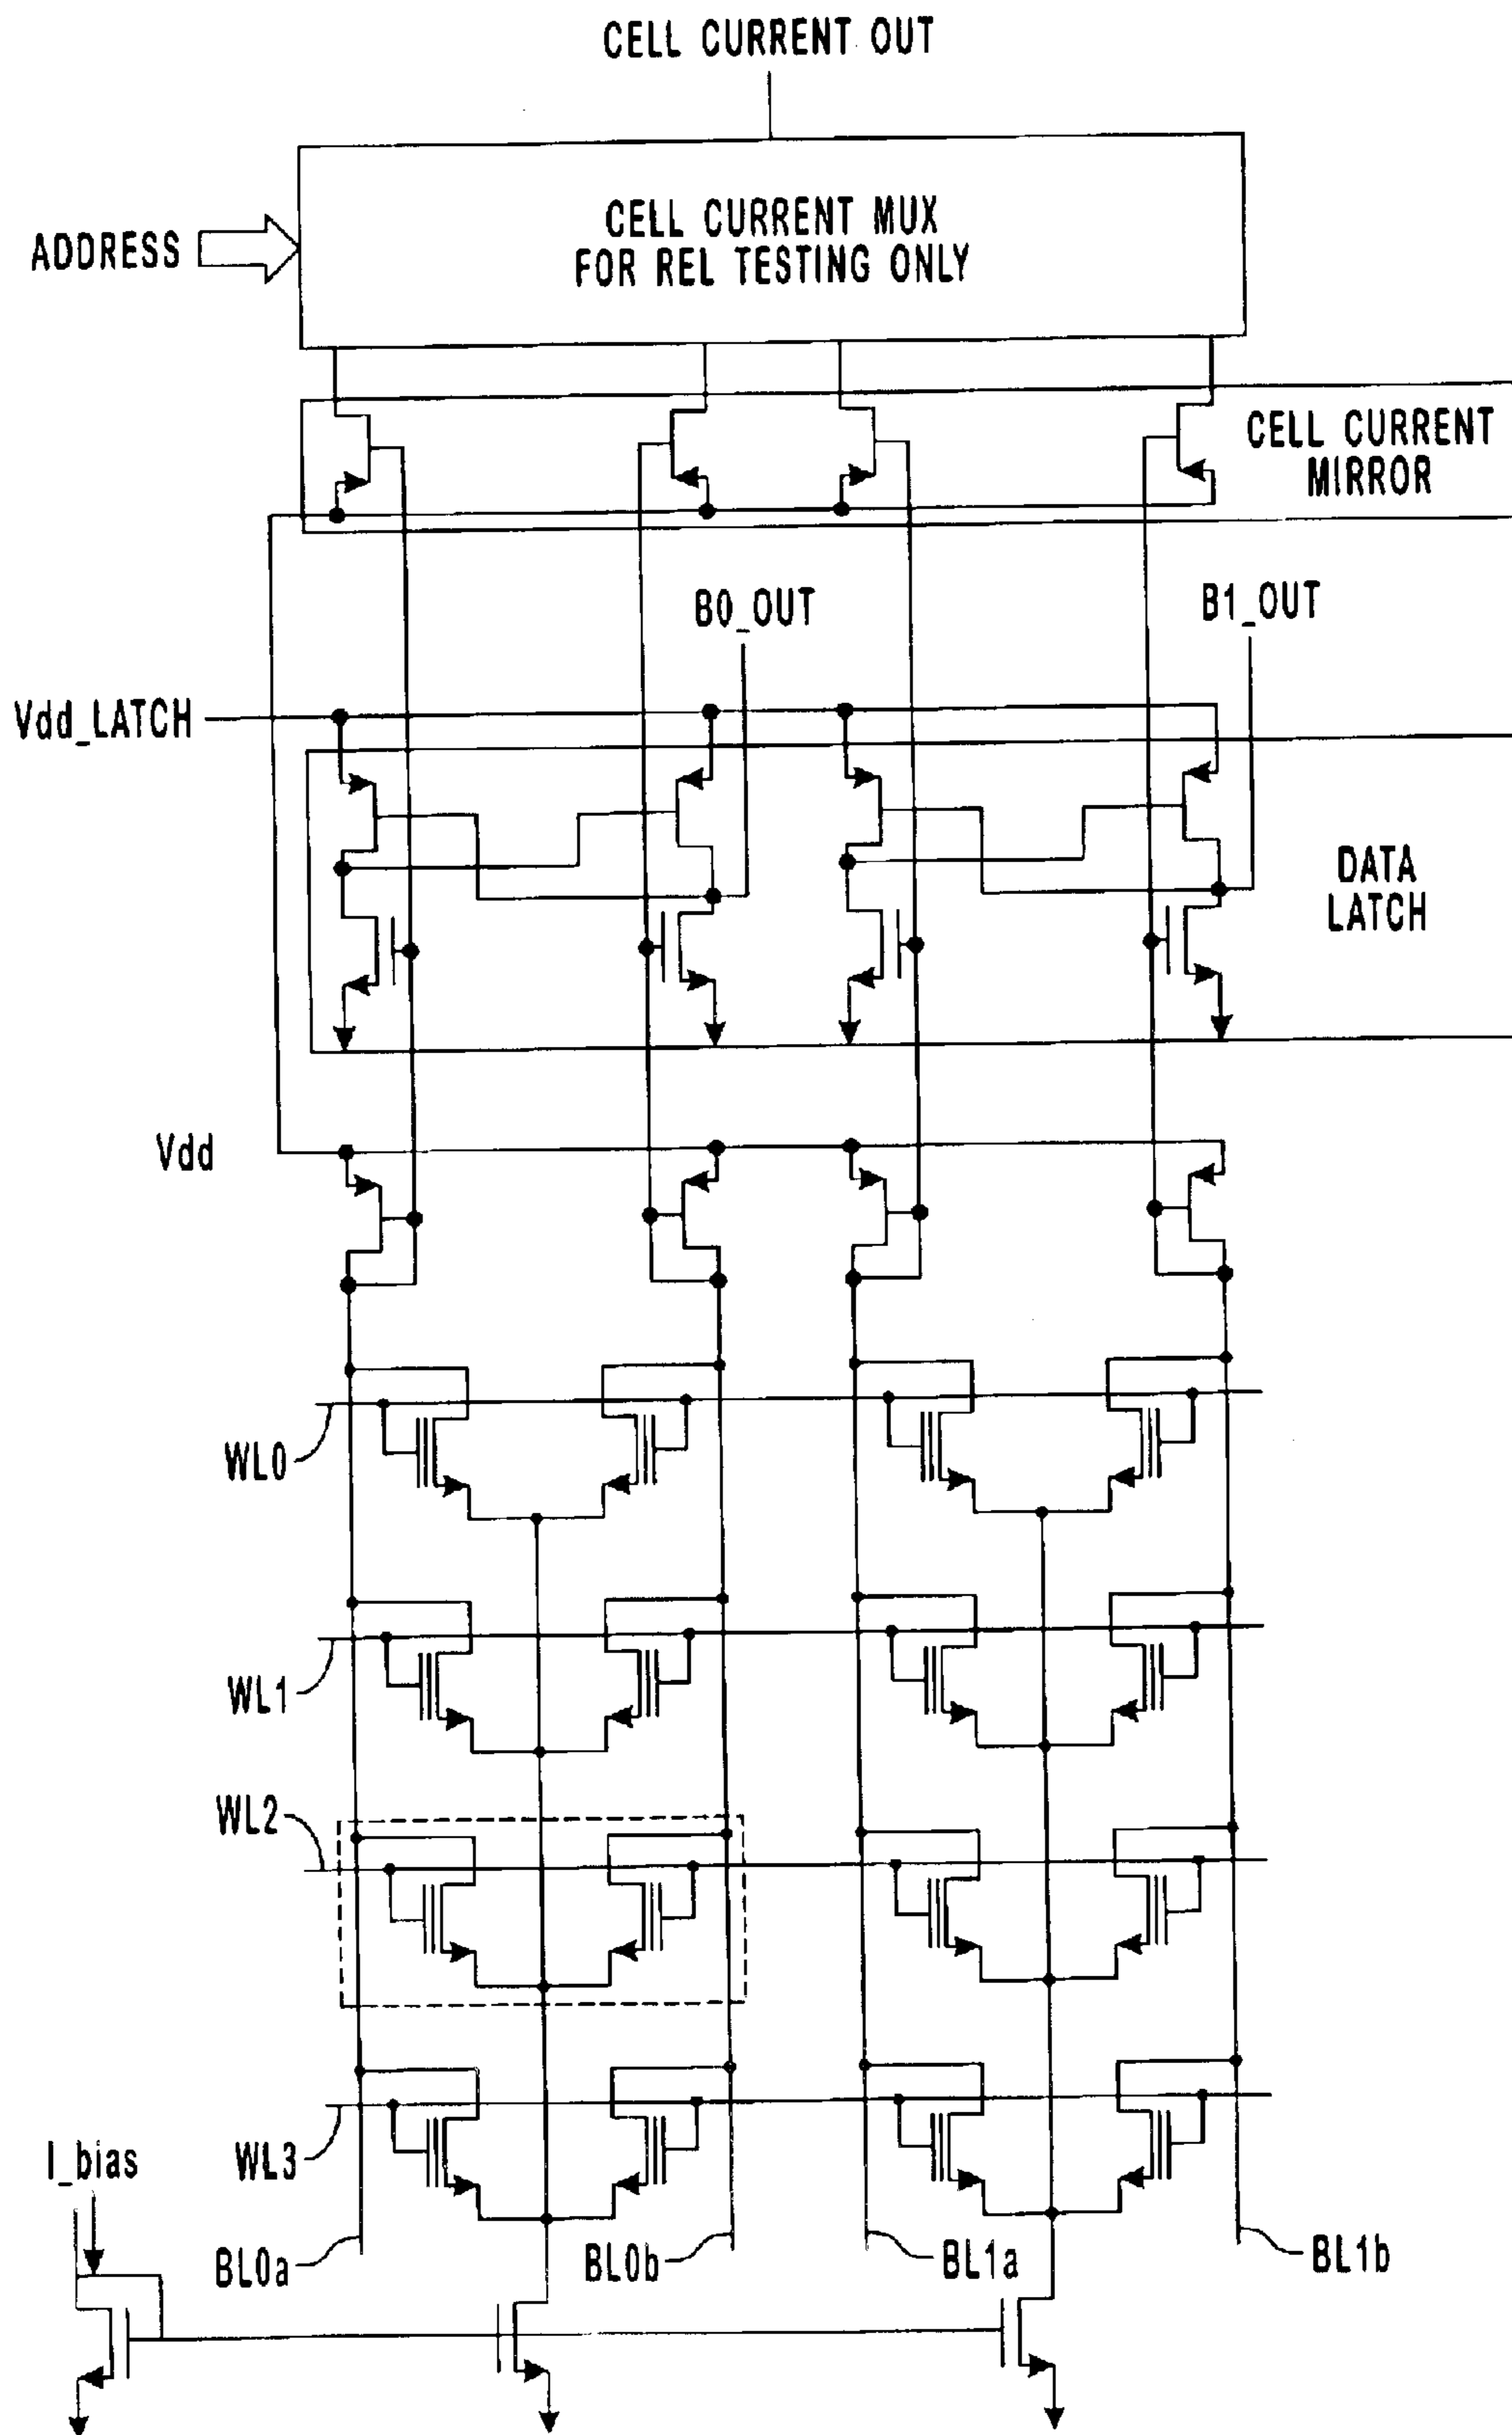 CELL CURRENT OUT
CELL CURRENT MUX
FOR REL TESTING ONLY
ADDRESS
CELL CURRENT
MIRROR
B0_OUT
B1_OUT
Vdd_LATCH
DATA
LATCH
Vdd
WL0
WL1
WL2
WL3
I_bias
BL0a
BL0b
BL1a
BL1b